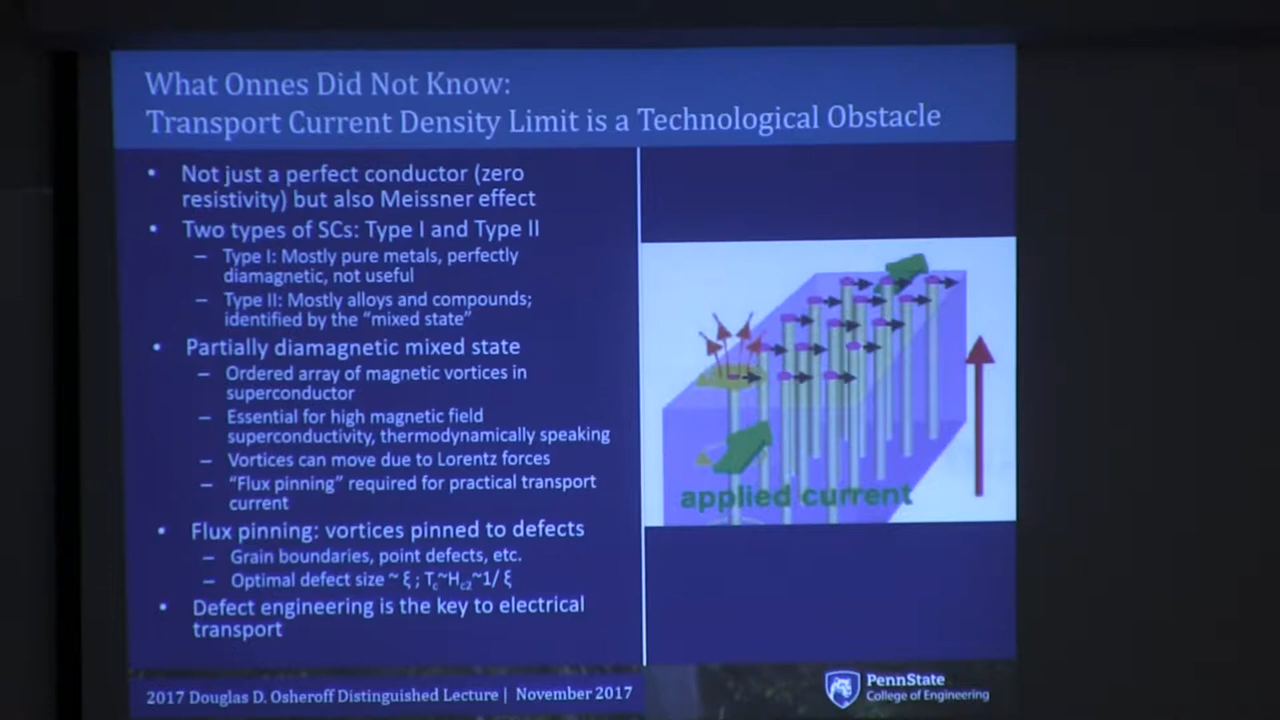 What Onnes Did Not Know:
Transport Current Density Limit is a Technological Obstacle
• Not just a perfect conductor (zero
resistivity) but also Meissner effect
• Two types of SCs: Type I and Type II
– Type I: Mostly pure metals, perfectly
diamagnetic, not useful
– Type II: Mostly alloys and compounds;
identified by the “mixed state”
• Partially diamagnetic mixed state
– Ordered array of magnetic vortices in
superconductor
– Essential for high magnetic field
superconductivity, thermodynamically speaking
– Vortices can move due to Lorentz forces
– “Flux pinning” required for practical transport
current
• Flux pinning: vortices pinned to defects
– Grain boundaries, point defects, etc.
– Optimal defect size ~ ξ ; Tc~Hc2~1/ ξ
• Defect engineering is the key to electrical
transport
applied current
2017 Douglas D. Osheroff Distinguished Lecture | November 2017
PennState
College of Engineering